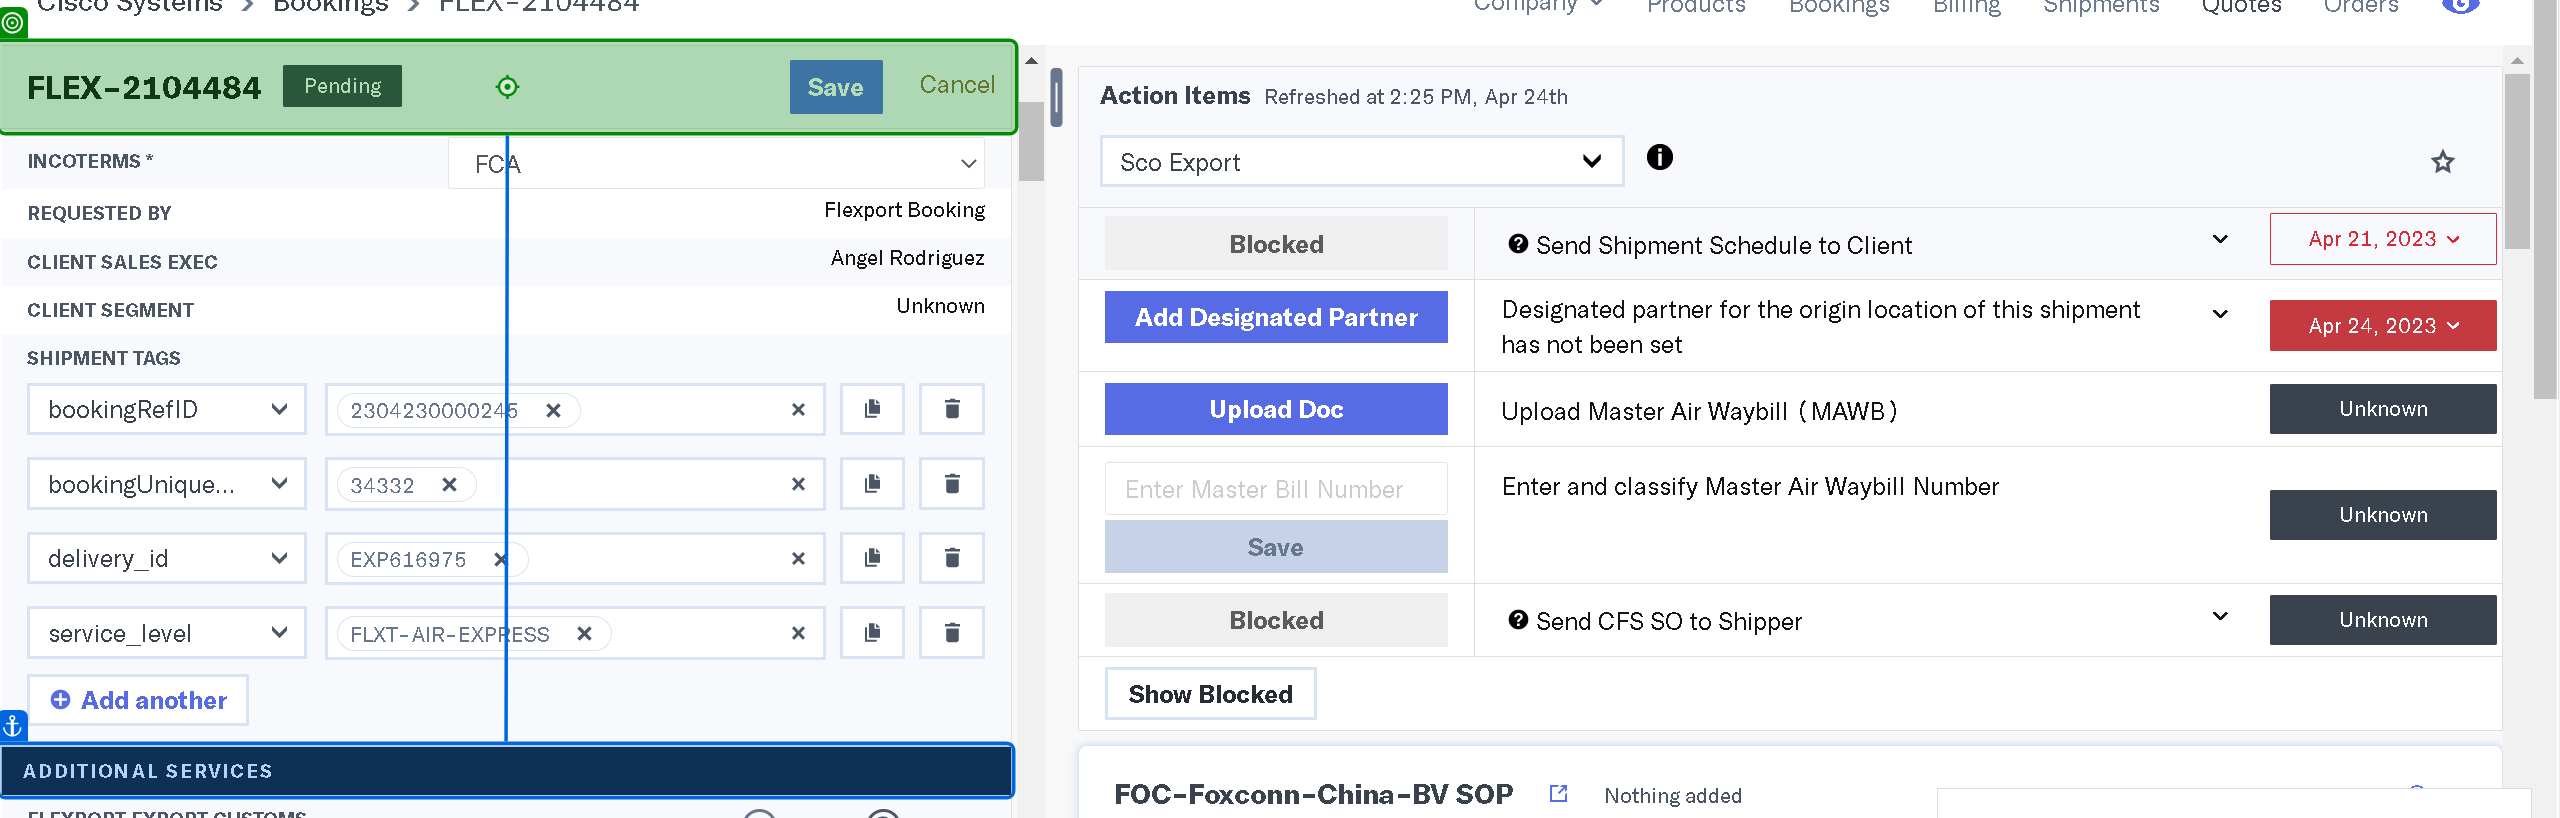 Cisco Systems > Bookings > FLEX-2104484
Company Products Bookings Billing Shipments Quotes Orders
FLEX-2104484 Pending Save Cancel
INCOTERMS * FCA
REQUESTED BY Flexport Booking
CLIENT SALES EXEC Angel Rodriguez
CLIENT SEGMENT Unknown
SHIPMENT TAGS
bookingRefID 2304230000245
bookingUnique... 34332
delivery_id EXP616975
service_level FLXT-AIR-EXPRESS
Add another
ADDITIONAL SERVICES
FLEXPORT EXPORT CUSTOMS
Action Items Refreshed at 2:25 PM, Apr 24th
Sco Export
Blocked Send Shipment Schedule to Client Apr 21, 2023
Add Designated Partner Designated partner for the origin location of this shipment
has not been set Apr 24, 2023
Upload Doc Upload Master Air Waybill (MAWB) Unknown
Enter Master Bill Number Enter and classify Master Air Waybill Number
Save Unknown
Blocked Send CFS SO to Shipper Unknown
Show Blocked
FOC-Foxconn-China-BV SOP Nothing added